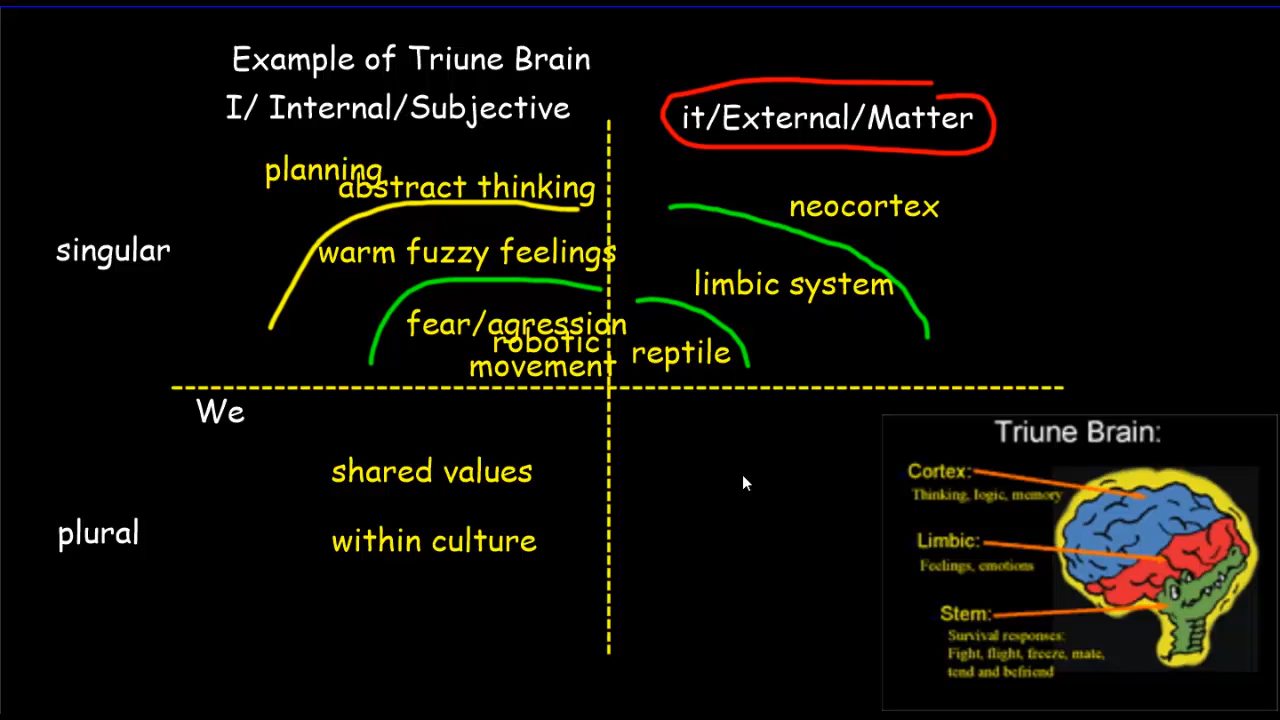 Example of Triune Brain
I/ Internal/Subjective
it/External/Matter
planning
abstract thinking
neocortex
singular
warm fuzzy feelings
limbic system
fear/agression
robotic
movement
reptile
We
shared values
plural
within culture
Triune Brain:
Cortex:
Thinking, logic, memory
Limbic:
Feelings, emotions
Stem:
Survival responses:
Fight, flight, freeze, mate,
tend and befriend